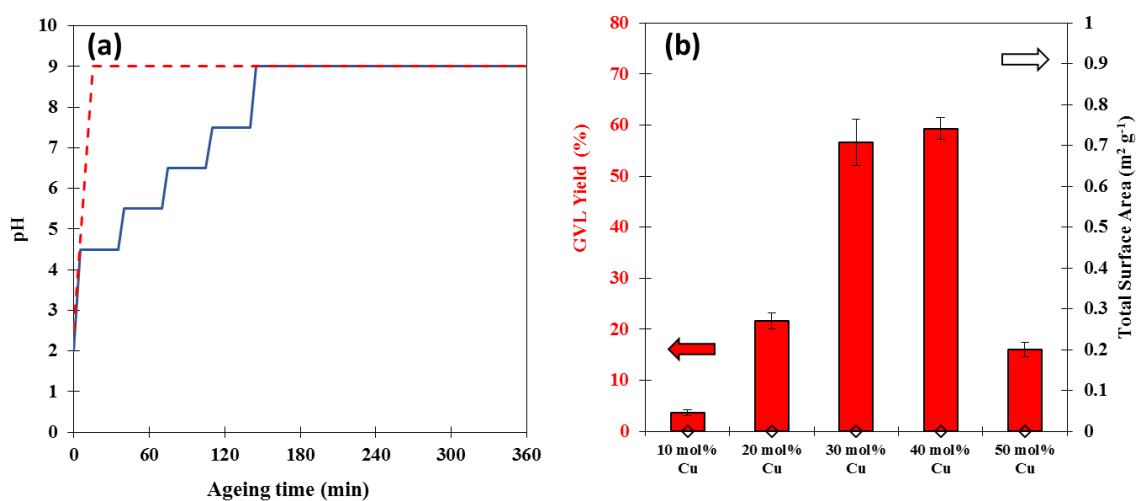 (a)
9
10
8
7
6
5
4
3
2
1
0
pH
0
60
120
180
240
300
360
Ageing time (min)
(b)
80
70
60
50
40
30
20
10
0
GVL Yield (%)
1
0.9
0.8
0.7
0.6
0.5
0.4
0.3
0.2
0.1
0
Total Surface Area (m² g⁻¹)
10 mol%
Cu
20 mol%
Cu
30 mol%
Cu
40 mol%
Cu
50 mol%
Cu